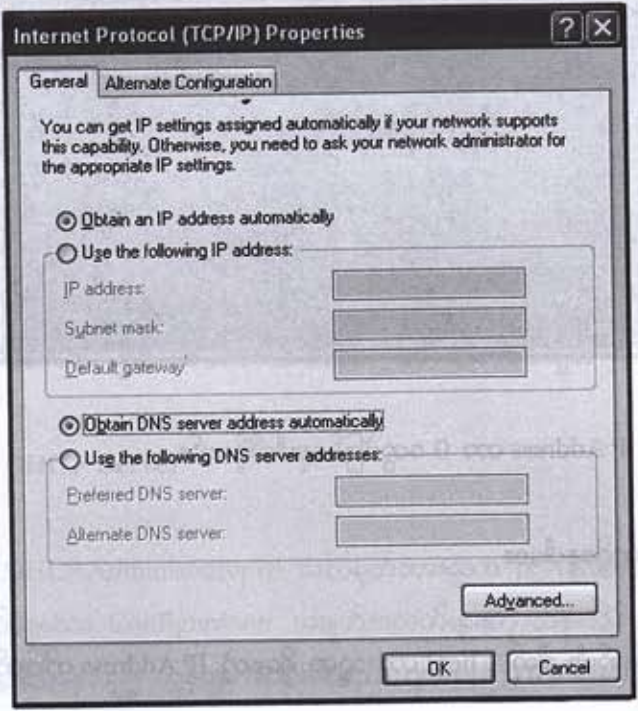 Internet Protocol (TCP/IP) Properties
General
Alternate Configuration
You can get IP settings assigned automatically if your network supports
this capability. Otherwise, you need to ask your network administrator for
the appropriate IP settings.
Obtain an IP address automatically
Use the following IP address:
IP address:
Subnet mask:
Default gateway:
Obtain DNS server address automatically
Use the following DNS server addresses:
Preferred DNS server:
Alternate DNS server:
Advanced...
OK
Cancel